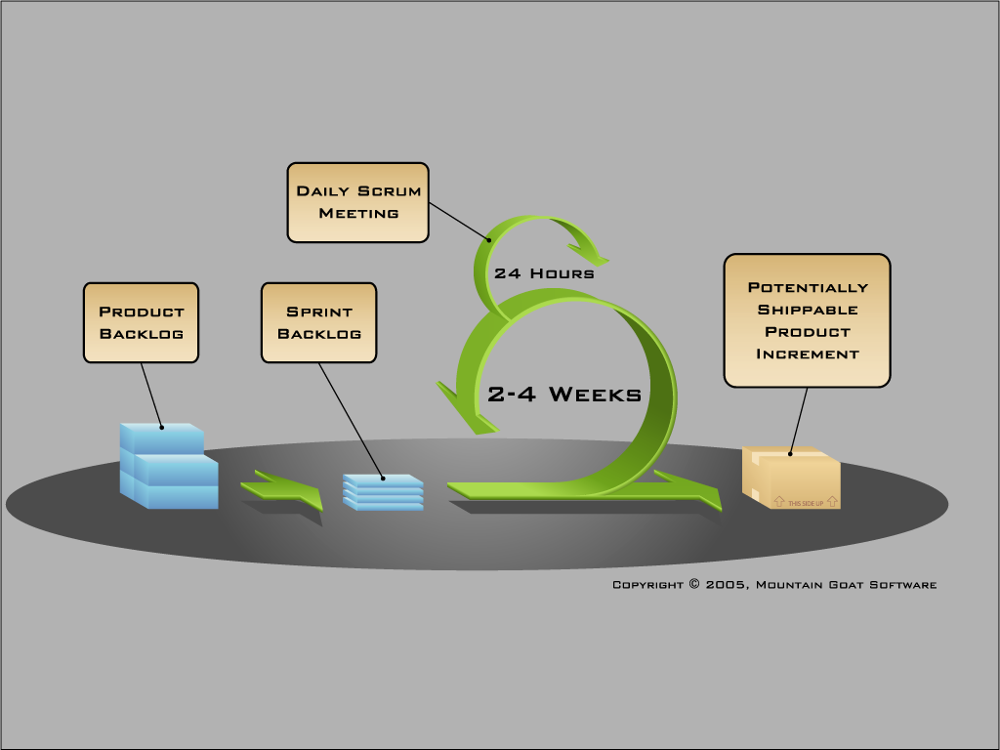 Daily Scrum
Meeting
24 Hours
Product
Backlog
Sprint
Backlog
Potentially
Shippable
Product
Increment
2-4 Weeks
THIS SIDE UP
Copyright © 2005, Mountain Goat Software